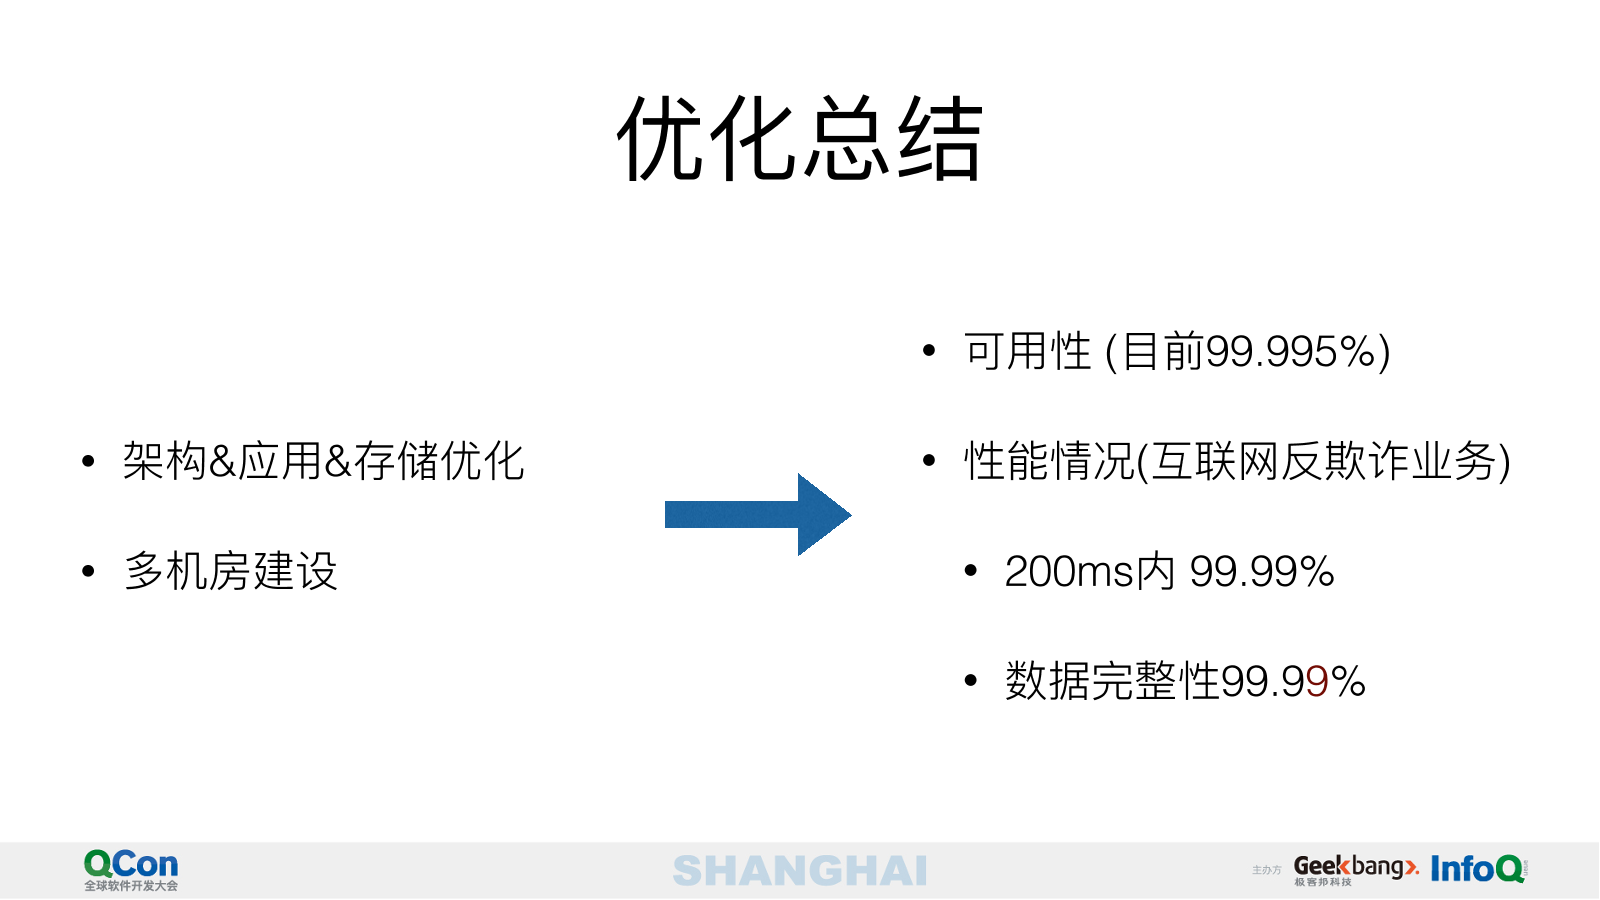 优化总结
• 架构&应用&存储优化
• 多机房建设
• 可用性 (目前99.995%)
• 性能情况(互联网反欺诈业务)
• 200ms内 99.99%
• 数据完整性99.99%
QCon
全球软件开发大会
SHANGHAI
主办方
Geekbang>.
极客邦科技
InfoQ